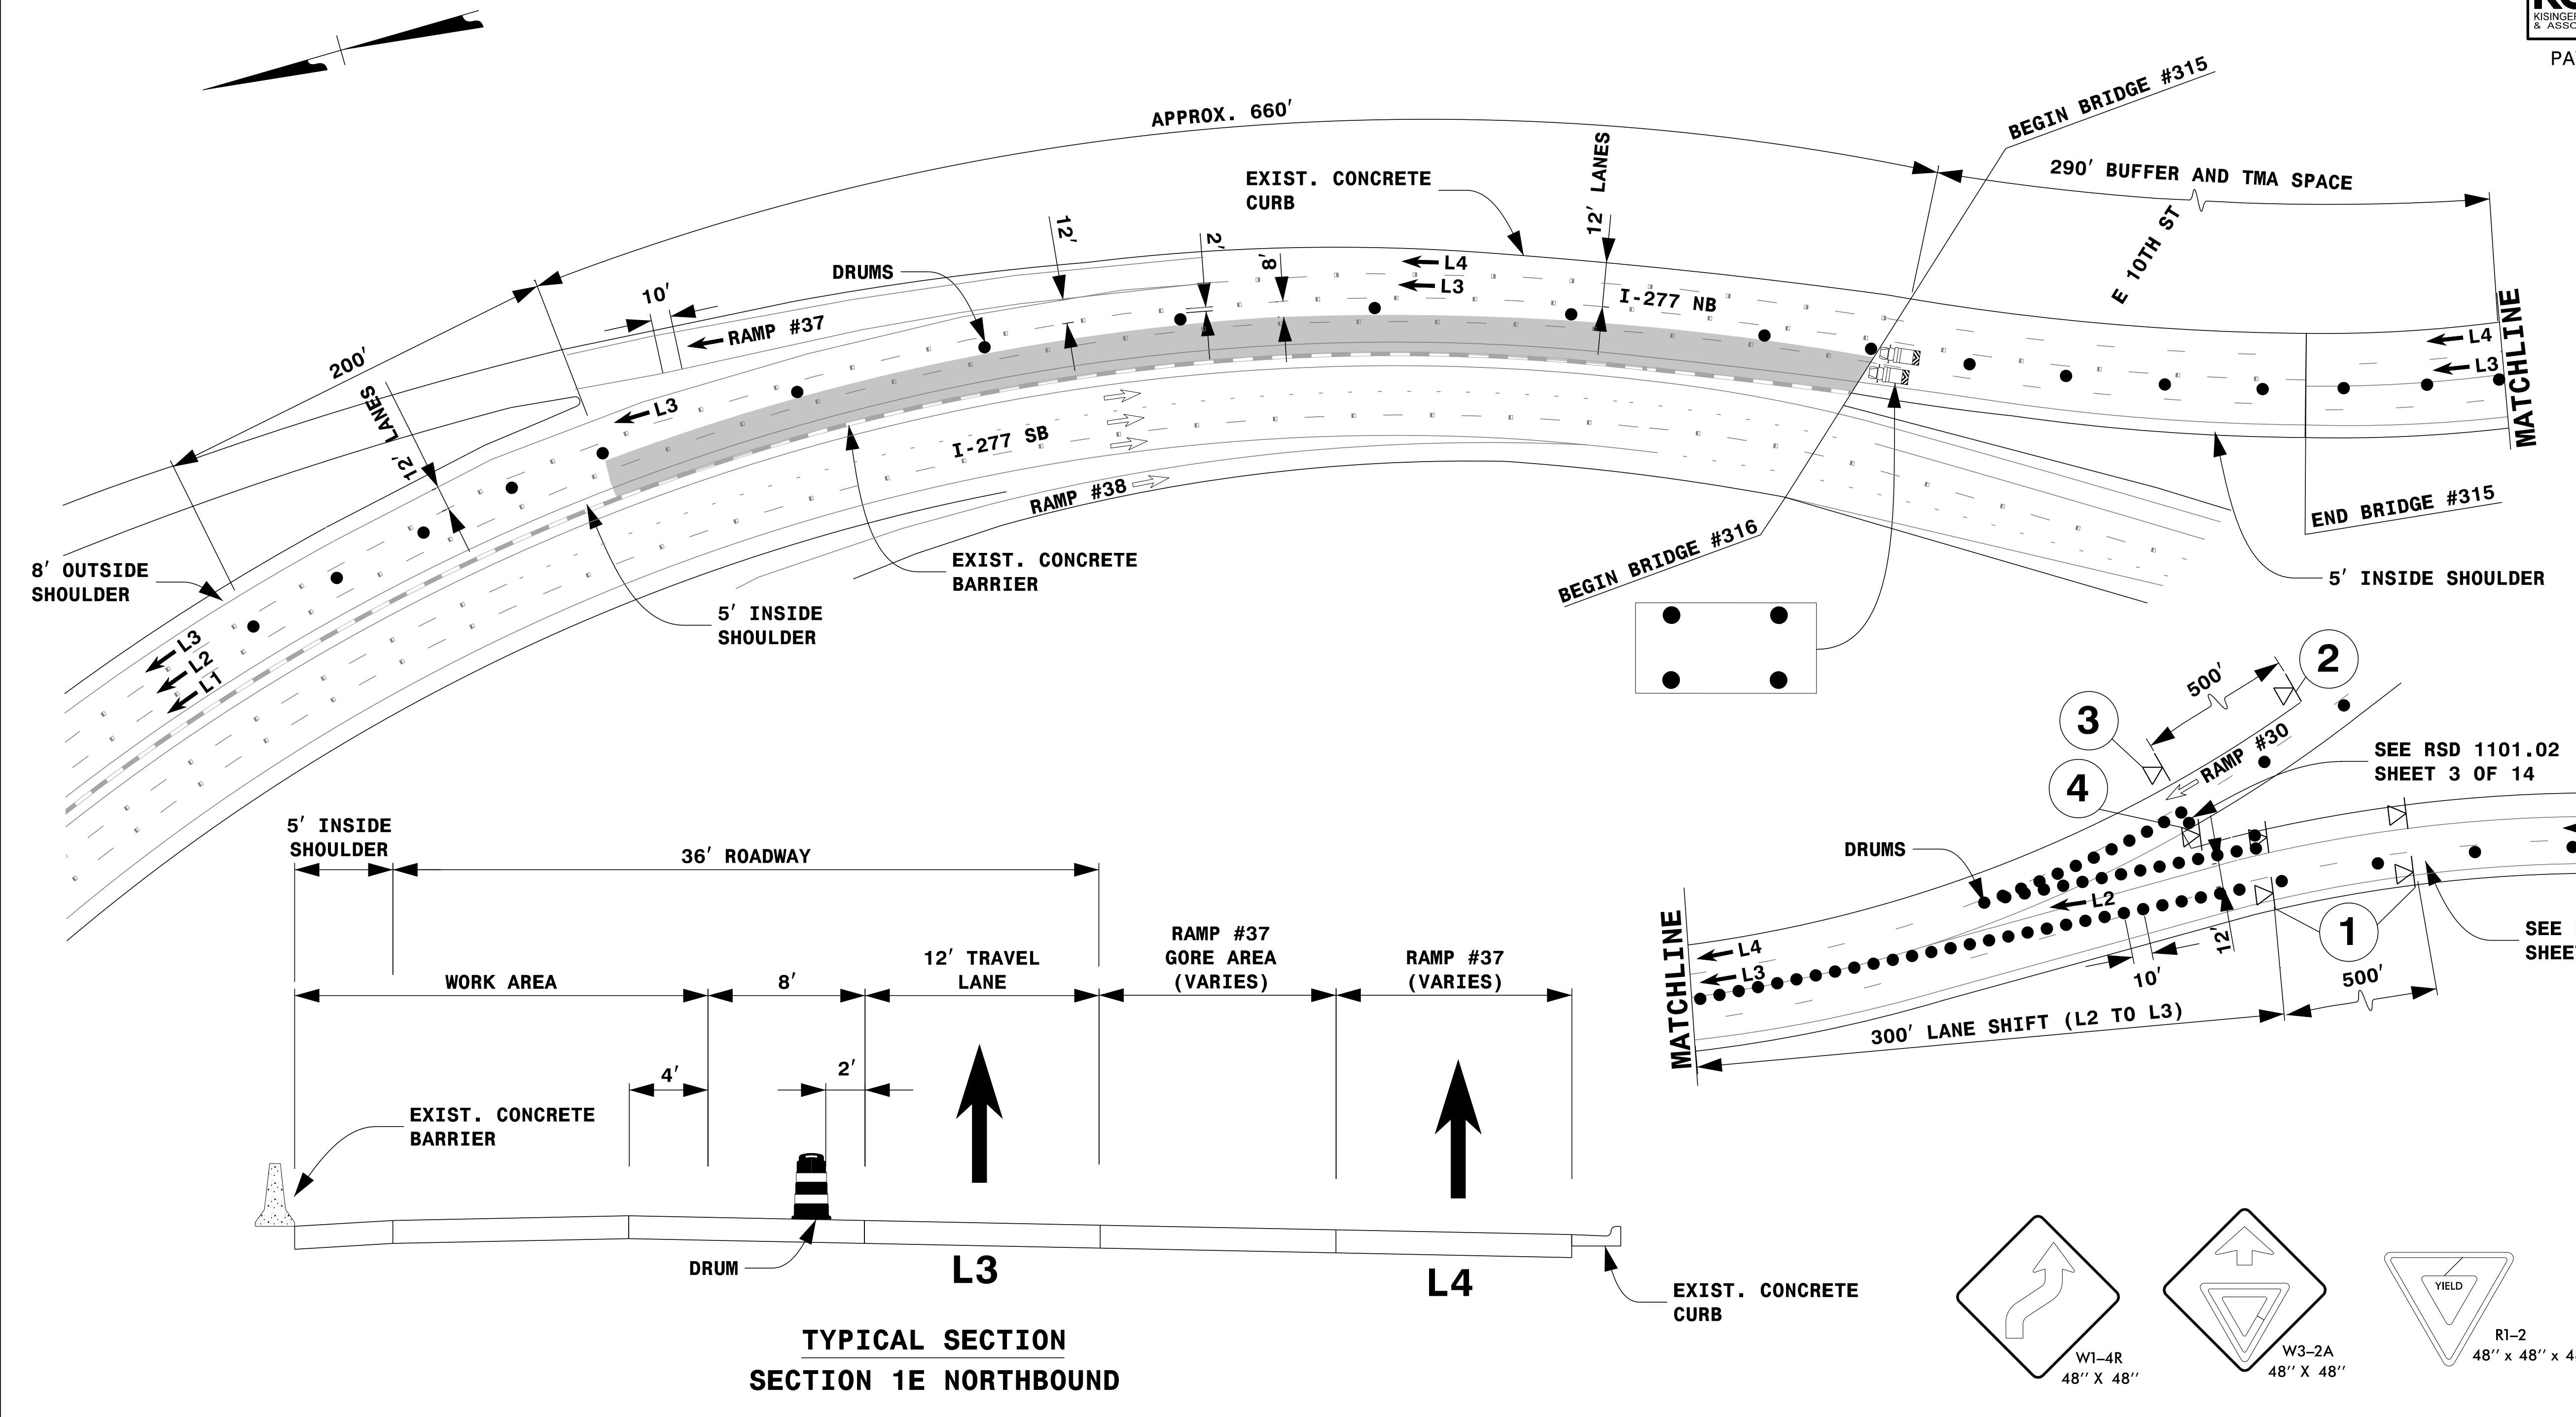 KISINGER
& ASSO
PA
APPROX. 660'
BEGIN BRIDGE #315
290' BUFFER AND TMA SPACE
E 10TH ST
12' LANES
EXIST. CONCRETE
CURB
12'
2'
8'
DRUMS
10'
RAMP #37
200'
12' LANES
L4
L3
I-277 NB
L4
L3
MATCHLINE
L3
I-277 SB
RAMP #38
BEGIN BRIDGE #316
END BRIDGE #315
5' INSIDE SHOULDER
EXIST. CONCRETE
BARRIER
5' INSIDE
SHOULDER
8' OUTSIDE
SHOULDER
L3
L2
L1
500'
2
3
4
RAMP #30
SEE RSD 1101.02
SHEET 3 OF 14
DRUMS
L2
MATCHLINE
L4
L3
12'
10'
1
500'
SEE
SHEE
300' LANE SHIFT (L2 TO L3)
5' INSIDE
SHOULDER
36' ROADWAY
WORK AREA
8'
12' TRAVEL
LANE
RAMP #37
GORE AREA
(VARIES)
RAMP #37
(VARIES)
4'
2'
EXIST. CONCRETE
BARRIER
DRUM
L3
L4
EXIST. CONCRETE
CURB
TYPICAL SECTION
SECTION 1E NORTHBOUND
W1-4R
48'' X 48''
W3-2A
48'' X 48''
YIELD
R1-2
48'' x 48'' x 4